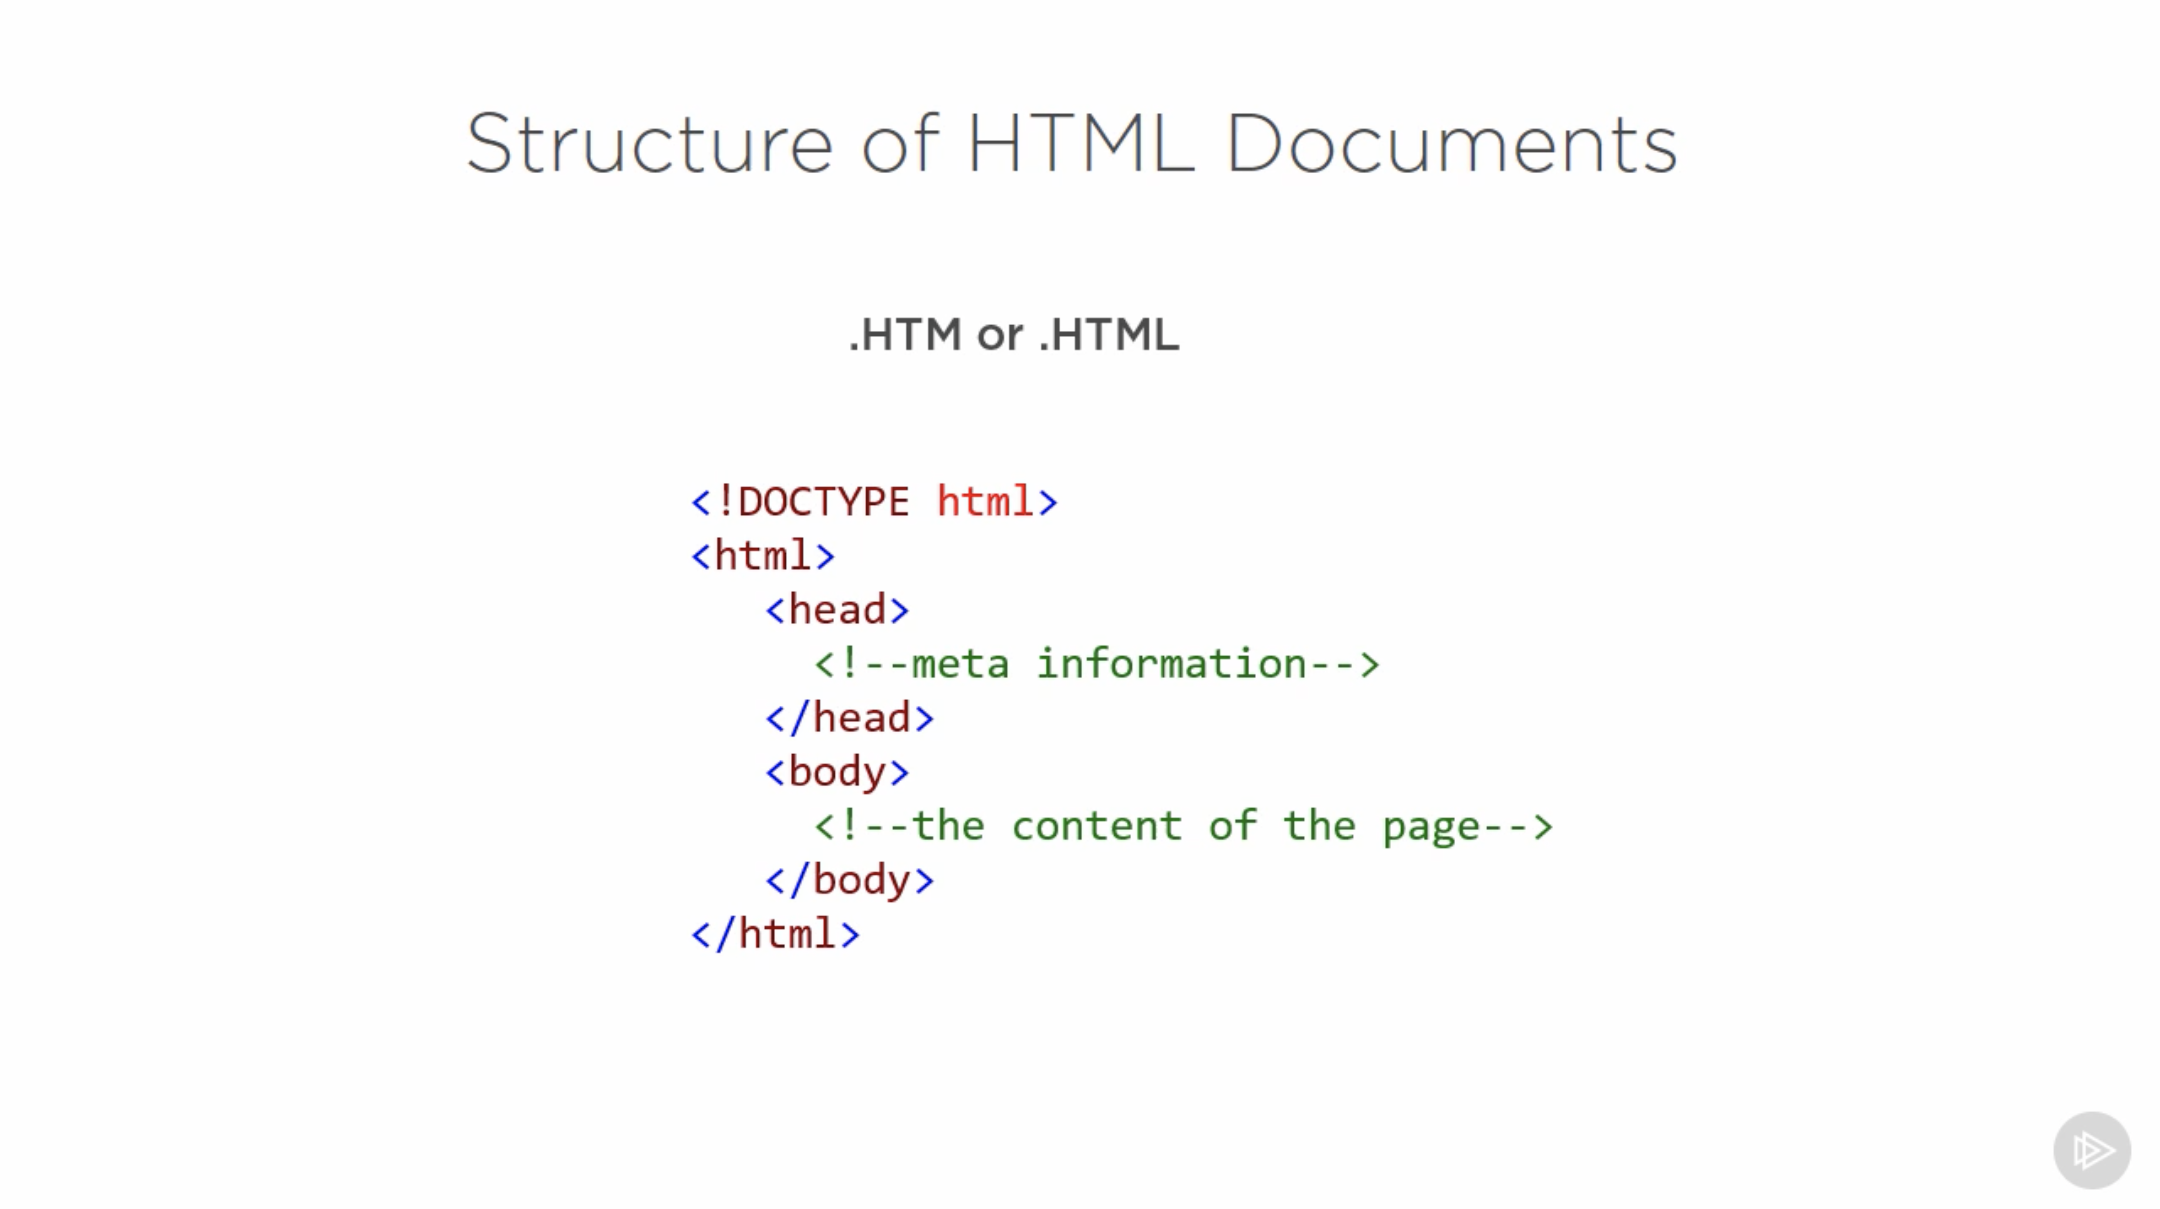 Structure of HTML Documents
.HTM or .HTML
<!DOCTYPE html>
<html>
<head>
<!--meta information-->
</head>
<body>
<!--the content of the page-->
</body>
</html>